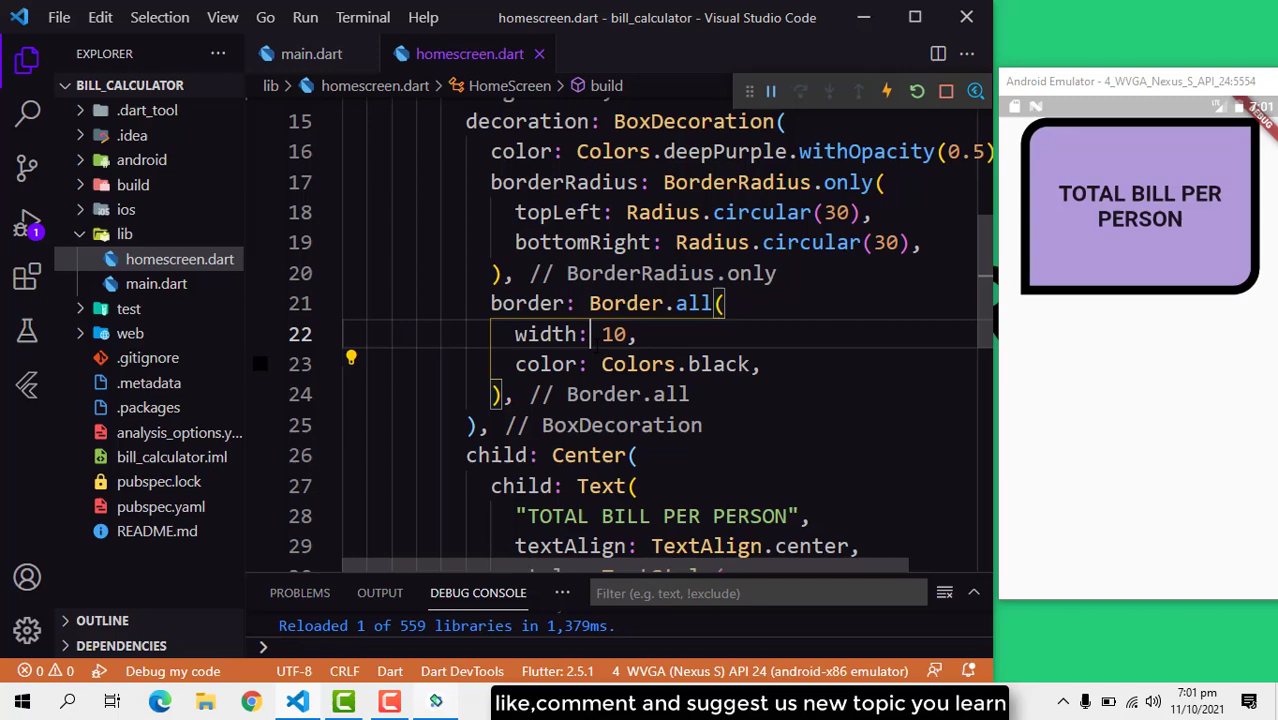 File Edit Selection View Go Run Terminal Help homescreen.dart - bill_calculator - Visual Studio Code
EXPLORER
main.dart
homescreen.dart
BILL_CALCULATOR
lib > homescreen.dart > HomeScreen > build
.dart_tool
.idea
android
build
ios
lib
homescreen.dart
main.dart
test
web
.gitignore
.metadata
.packages
analysis_options.y...
bill_calculator.iml
pubspec.lock
pubspec.yaml
README.md
OUTLINE
DEPENDENCIES
1
15 decoration: BoxDecoration(
16 color: Colors.deepPurple.withOpacity(0.5)
17 borderRadius: BorderRadius.only(
18 topLeft: Radius.circular(30),
19 bottomRight: Radius.circular(30),
20 ), // BorderRadius.only
21 border: Border.all(
22 width: 10,
23 color: Colors.black,
24 ), // Border.all
25 ), // BoxDecoration
26 child: Center(
27 child: Text(
28 "TOTAL BILL PER PERSON",
29 textAlign: TextAlign.center,
PROBLEMS OUTPUT DEBUG CONSOLE Filter (e.g. text, !exclude)
Reloaded 1 of 559 libraries in 1,379ms.
0 0 Debug my code UTF-8 CRLF Dart Dart DevTools Flutter: 2.5.1 4 WVGA (Nexus S) API 24 (android-x86 emulator)
Android Emulator - 4_WVGA_Nexus_S_API_24:5554
7:01
DEBUG
TOTAL BILL PER
PERSON
like,comment and suggest us new topic you learn
7:01 pm
11/10/2021